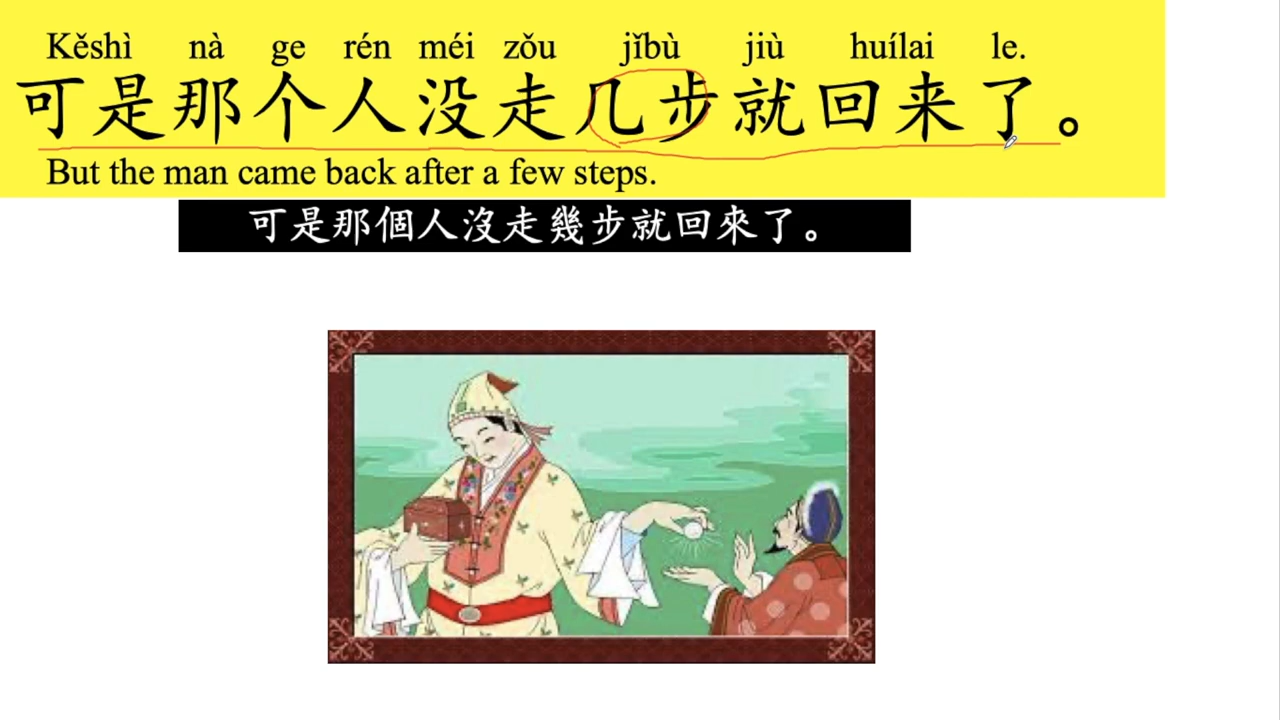 Kěshì nà ge rén méi zǒu jǐbù jiù huílai le.
可是那个人没走几步就回来了。
But the man came back after a few steps.
可是那個人沒走幾步就回來了。